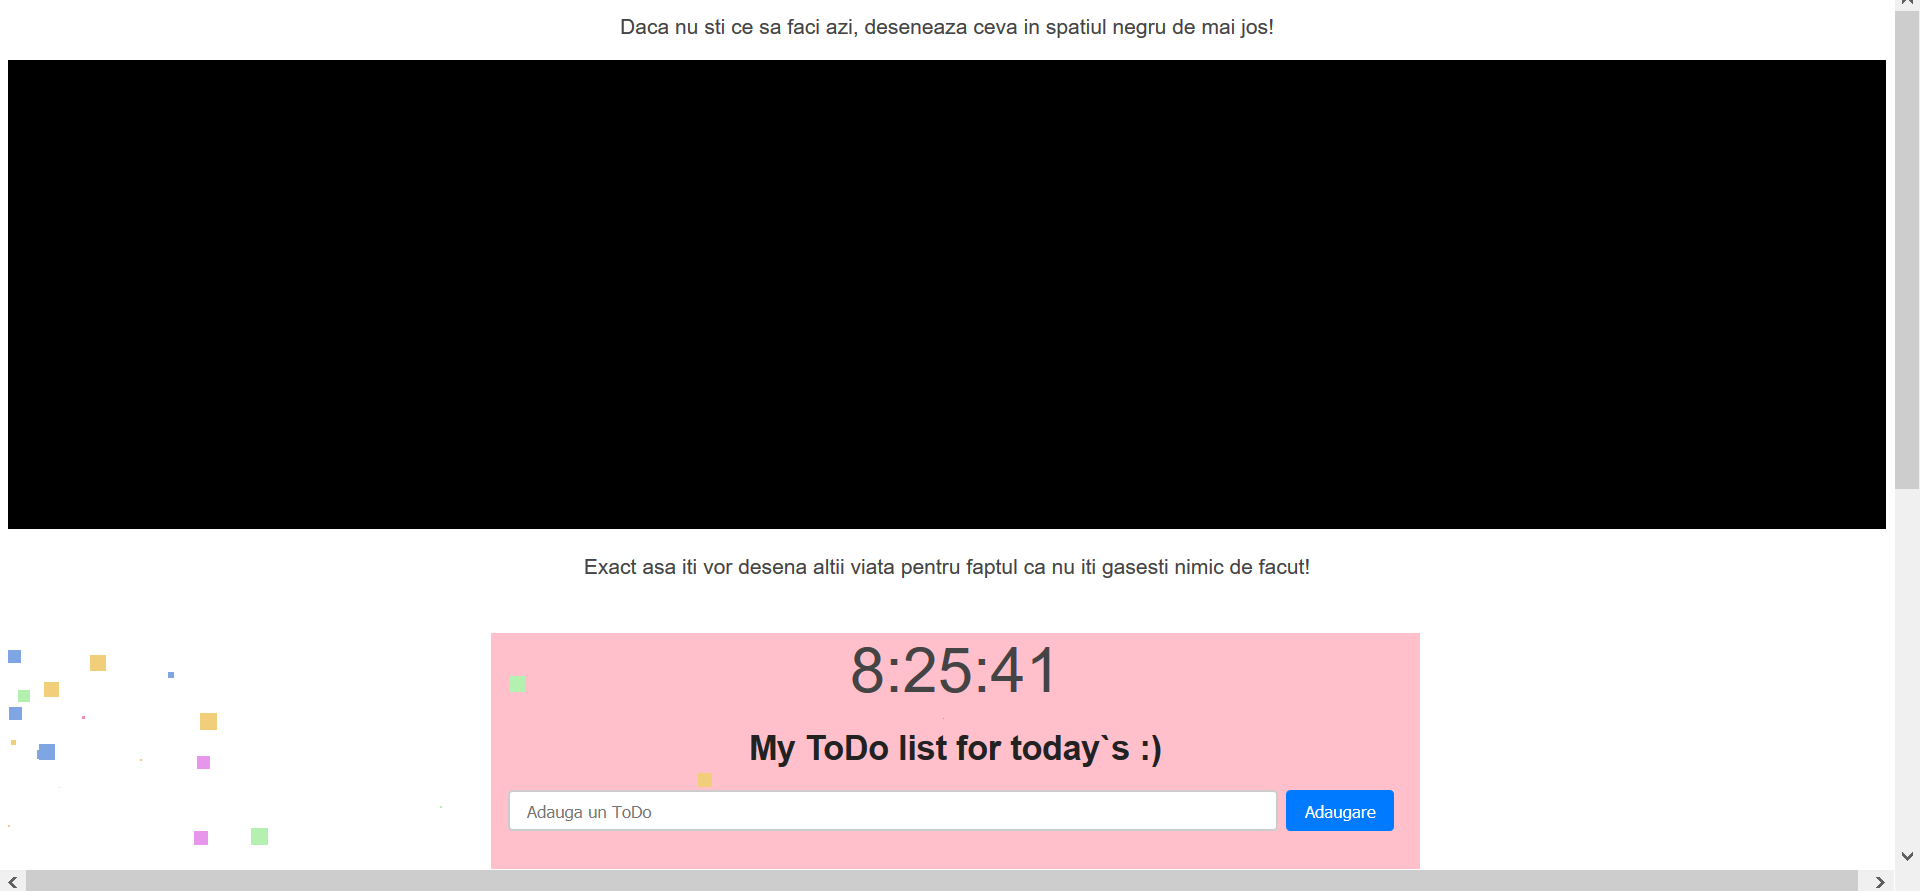 Daca nu sti ce sa faci azi, deseneaza ceva in spatiul negru de mai jos!
Exact asa iti vor desena altii viata pentru faptul ca nu iti gasesti nimic de facut!
8:25:41
My ToDo list for today`s :)
Adauga un ToDo
Adaugare